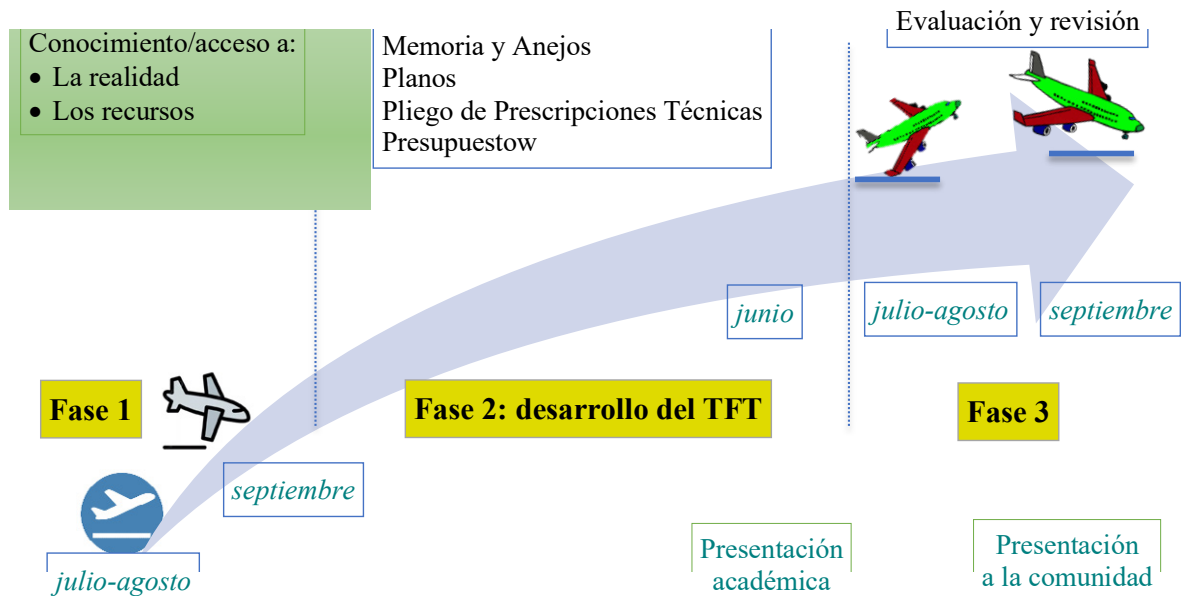 Conocimiento/acceso a:
• La realidad
• Los recursos
Memoria y Anejos
Planos
Pliego de Prescripciones Técnicas
Presupuestow
Evaluación y revisión
junio
julio-agosto
septiembre
Fase 1
Fase 2: desarrollo del TFT
Fase 3
septiembre
julio-agosto
Presentación
académica
Presentación
a la comunidad